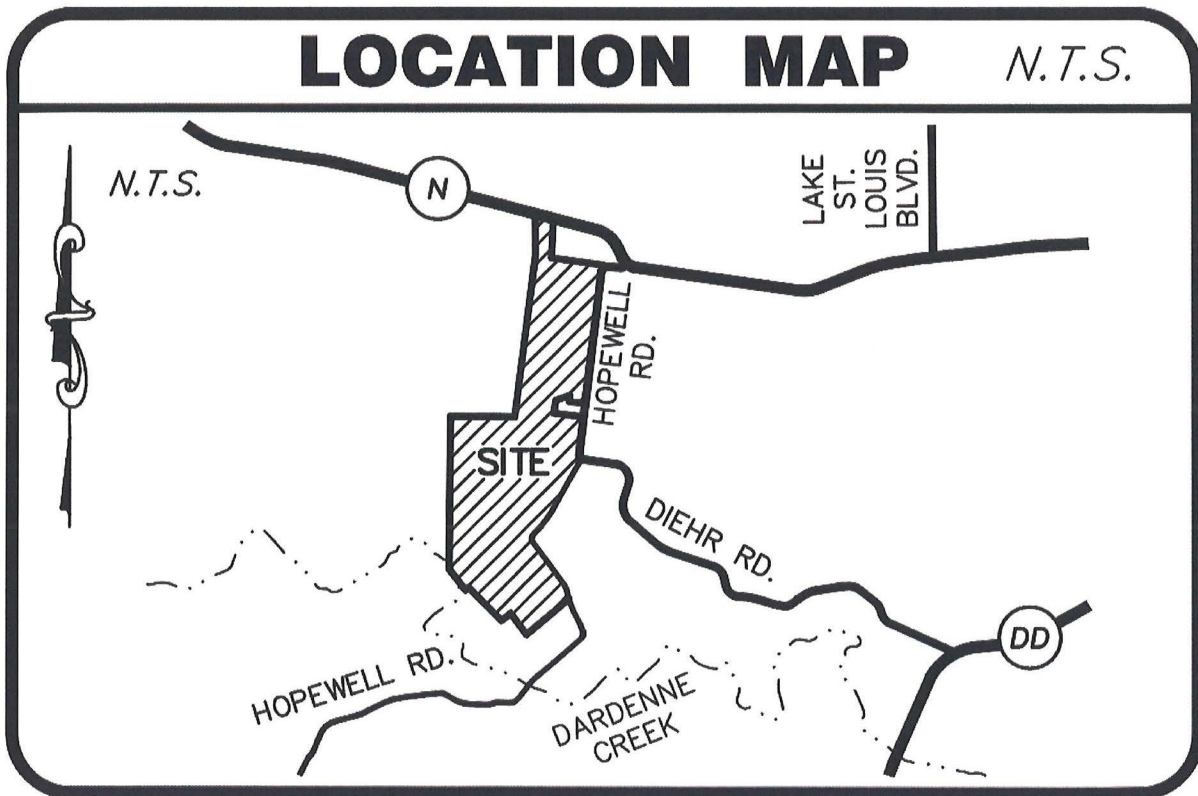 LOCATION MAP N.T.S.
N.T.S.
N
LAKE
ST.
LOUIS
BLVD.
HOPEWELL
RD.
SITE
DIEHR RD.
DD
HOPEWELL RD.
DARDENNE
CREEK